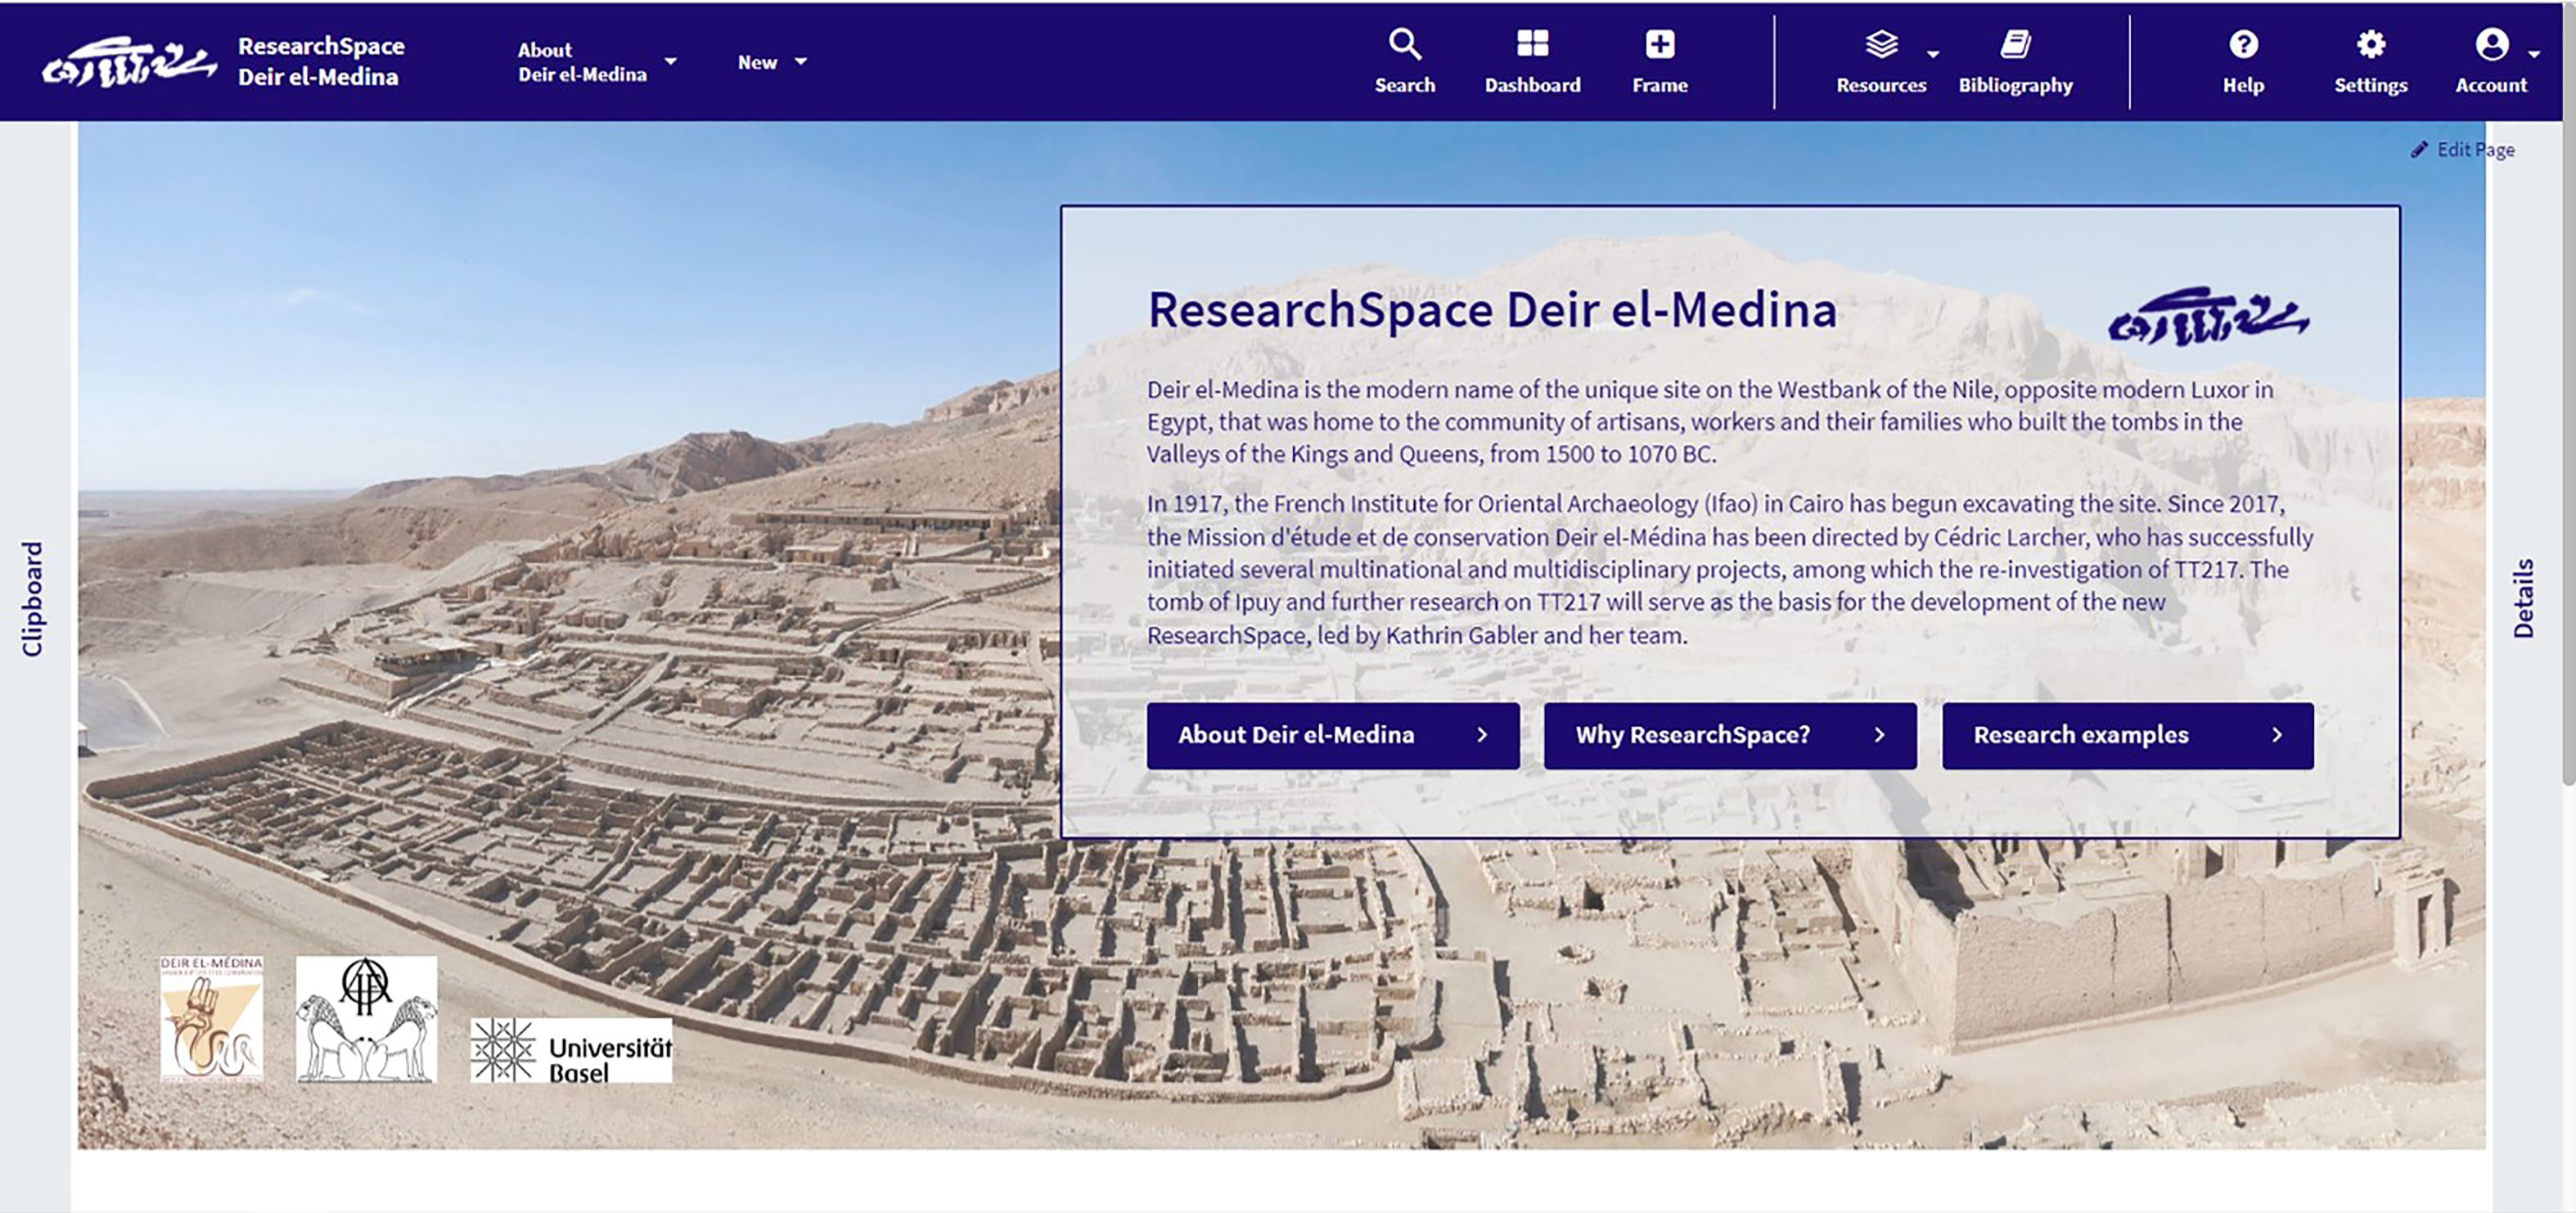 ResearchSpace
Deir el-Medina
About
Deir el-Medina
New
Search
Dashboard
Frame
Resources
Bibliography
Help
Settings
Account
Edit Page
Clipboard
ResearchSpace Deir el-Medina
Deir el-Medina is the modern name of the unique site on the Westbank of the Nile, opposite modern Luxor in
Egypt, that was home to the community of artisans, workers and their families who built the tombs in the
Valleys of the Kings and Queens, from 1500 to 1070 BC.
In 1917, the French Institute for Oriental Archaeology (Ifao) in Cairo has begun excavating the site. Since 2017,
the Mission d'étude et de conservation Deir el-Médina has been directed by Cédric Larcher, who has successfully
initiated several multinational and multidisciplinary projects, among which the re-investigation of TT217. The
tomb of Ipuy and further research on TT217 will serve as the basis for the development of the new
ResearchSpace, led by Kathrin Gabler and her team.
About Deir el-Medina
Why ResearchSpace?
Research examples
Details
DEIR EL-MÉDINA
Universität
Basel